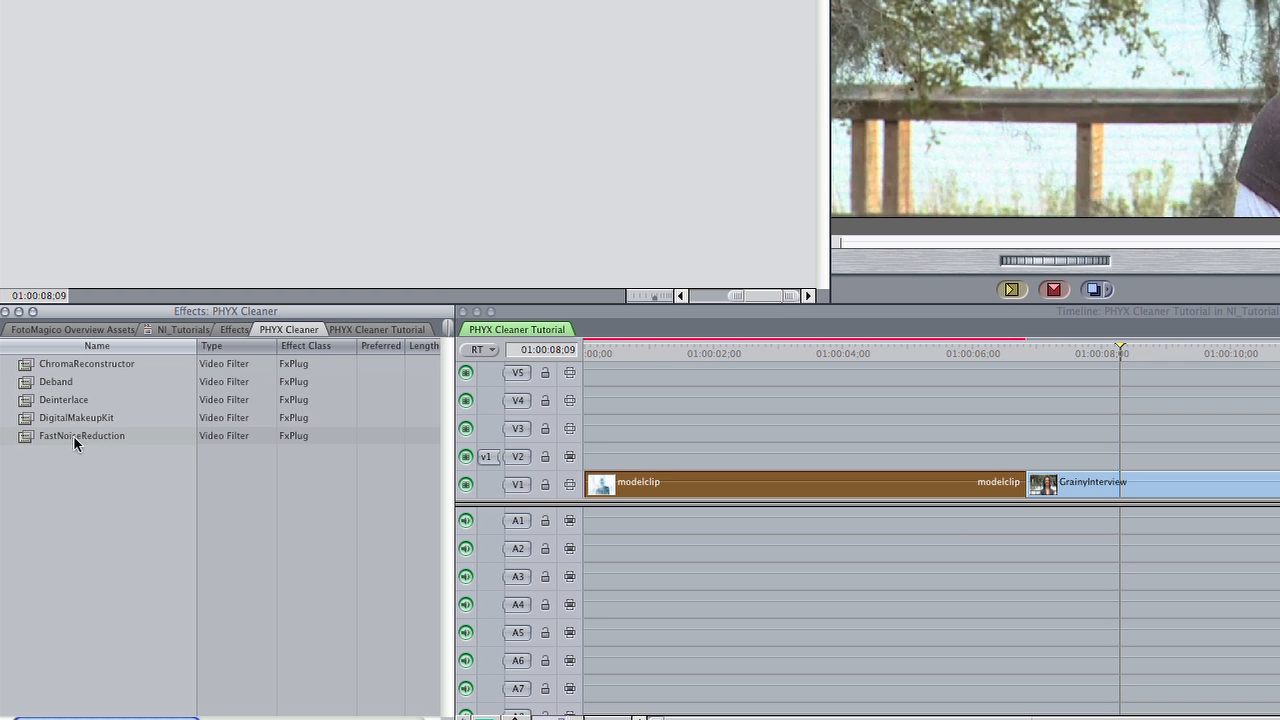 01:00:08;09
Effects: PHYX Cleaner
Timeline: PHYX Cleaner Tutorial in NI_Tutorial
FotoMagico Overview Assets NI_Tutorials Effects PHYX Cleaner PHYX Cleaner Tutorial
PHYX Cleaner Tutorial
Name Type Effect Class Preferred Length
ChromaReconstructor Video Filter FxPlug
Deband Video Filter FxPlug
Deinterlace Video Filter FxPlug
DigitalMakeupKit Video Filter FxPlug
FastNoiseReduction Video Filter FxPlug
RT 01:00:08;09
:00;00 01:00:02;00 01:00:04;00 01:00:06;00 01:00:08;00 01:00:10;00
V5
V4
V3
v1 V2
V1 modelclip modelclip GrainyInterview
A1
A2
A3
A4
A5
A6
A7